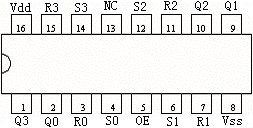 Vdd R3 S3 NC S2 R2 Q2 Q1
16 15 14 13 12 11 10 9
1 2 3 4 5 6 7 8
Q3 Q0 R0 S0 OE S1 R1 Vss